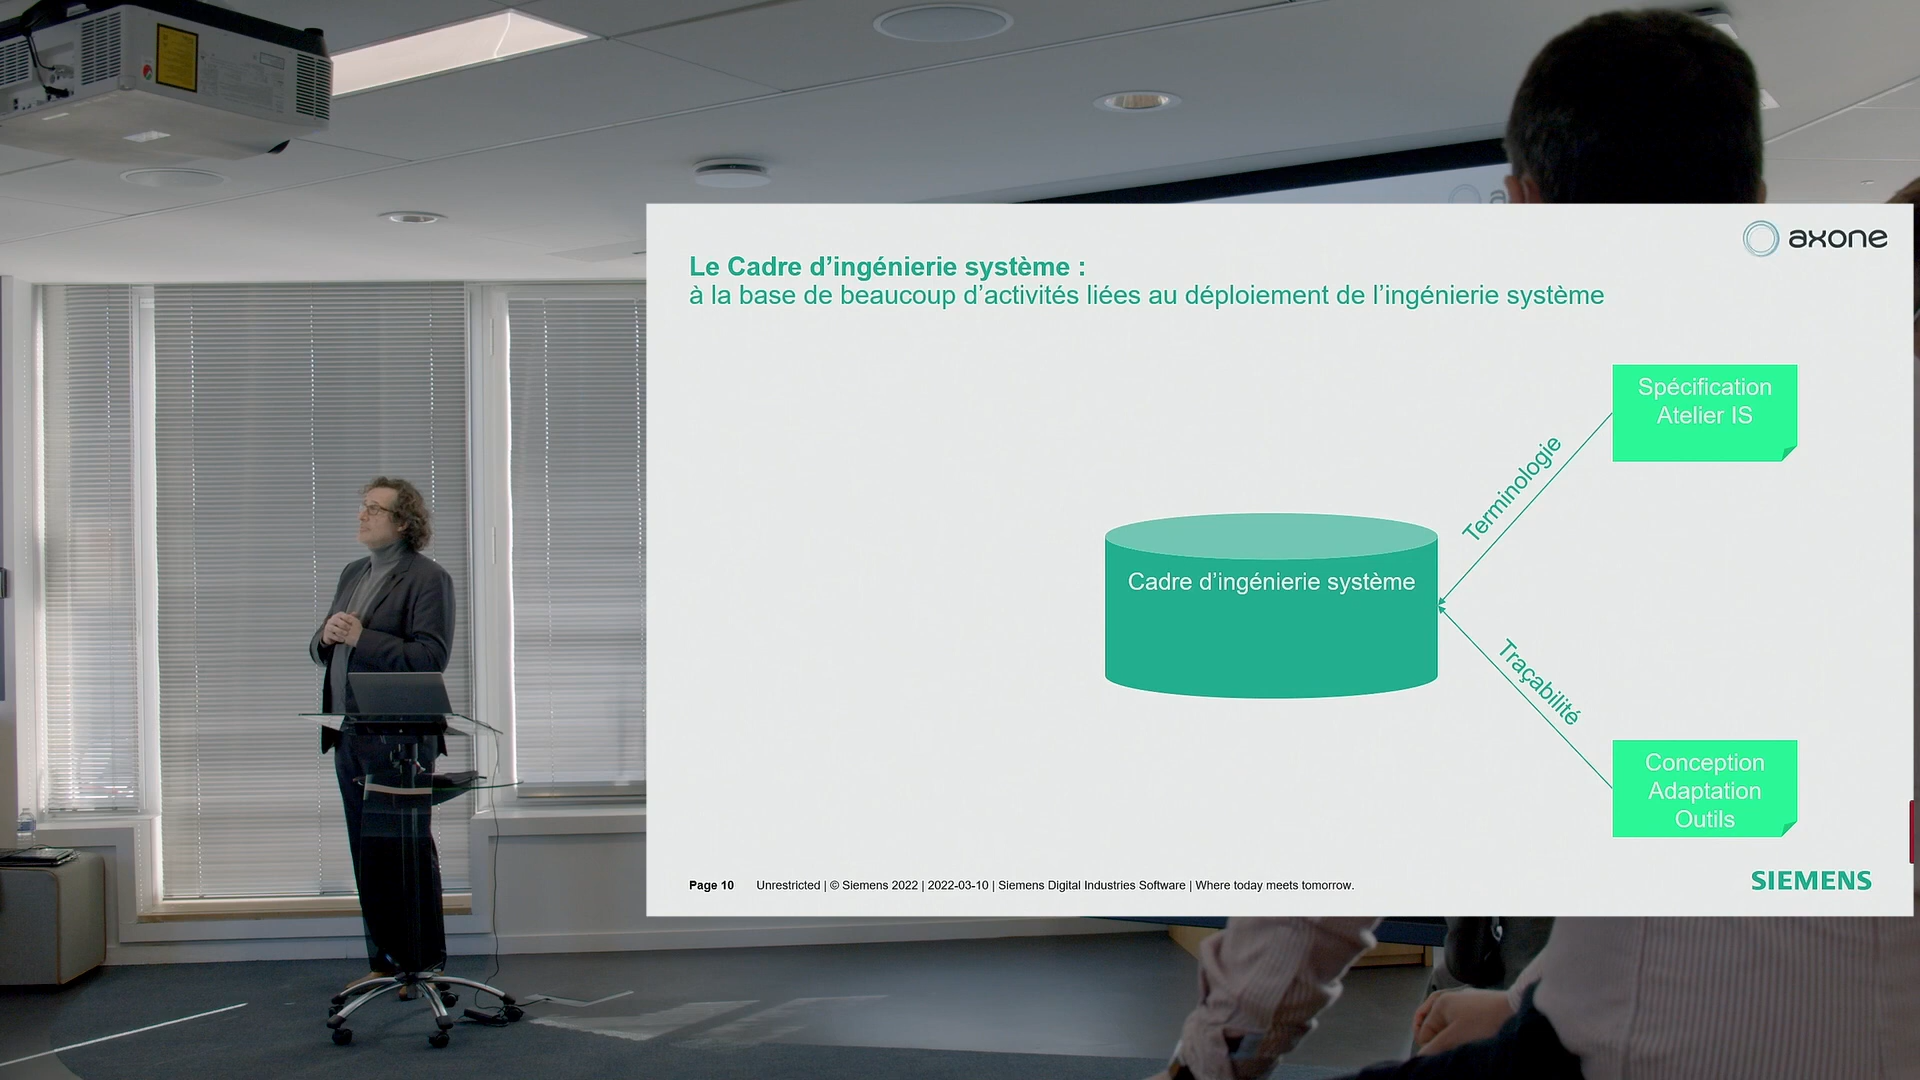 axone
Le Cadre d’ingénierie système :
à la base de beaucoup d’activités liées au déploiement de l’ingénierie système
Spécification
Atelier IS
Terminologie
Cadre d’ingénierie système
Traçabilité
Conception
Adaptation
Outils
Page 10 Unrestricted | © Siemens 2022 | 2022-03-10 | Siemens Digital Industries Software | Where today meets tomorrow.
SIEMENS